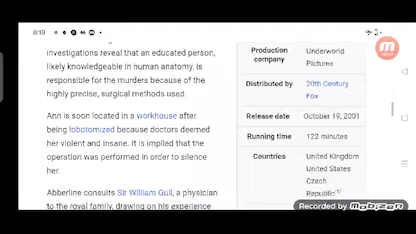 8:19
investigations reveal that an educated person,
likely knowledgeable in human anatomy, is
responsible for the murders because of the
highly precise, surgical methods used.
Ann is soon located in a workhouse after
being lobotomized because doctors deemed
her violent and insane. It is implied that the
operation was performed in order to silence
her.
Abberline consults Sir William Gull, a physician
to the royal family, drawing on his experience
Production company Underworld Pictures
Distributed by 20th Century Fox
Release date October 19, 2001
Running time 122 minutes
Countries United Kingdom
United States
Czech
Republic[1]
Recorded by Mobizen